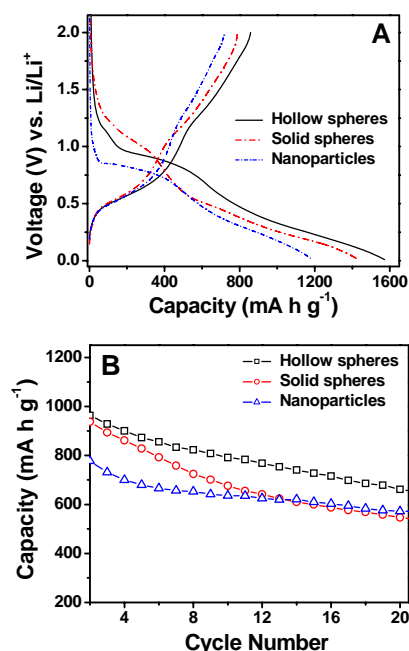 A
2.0
1.5
1.0
0.5
0.0
Voltage (V) vs. Li/Li⁺
Hollow spheres
Solid spheres
Nanoparticles
0 400 800 1200 1600
Capacity (mA h g⁻¹)
B
1000
1000
800
600
400
200
Capacity (mAh g⁻¹)
Hollow spheres
Solid spheres
Nanoparticles
4 8 12 16 20
Cycle Number